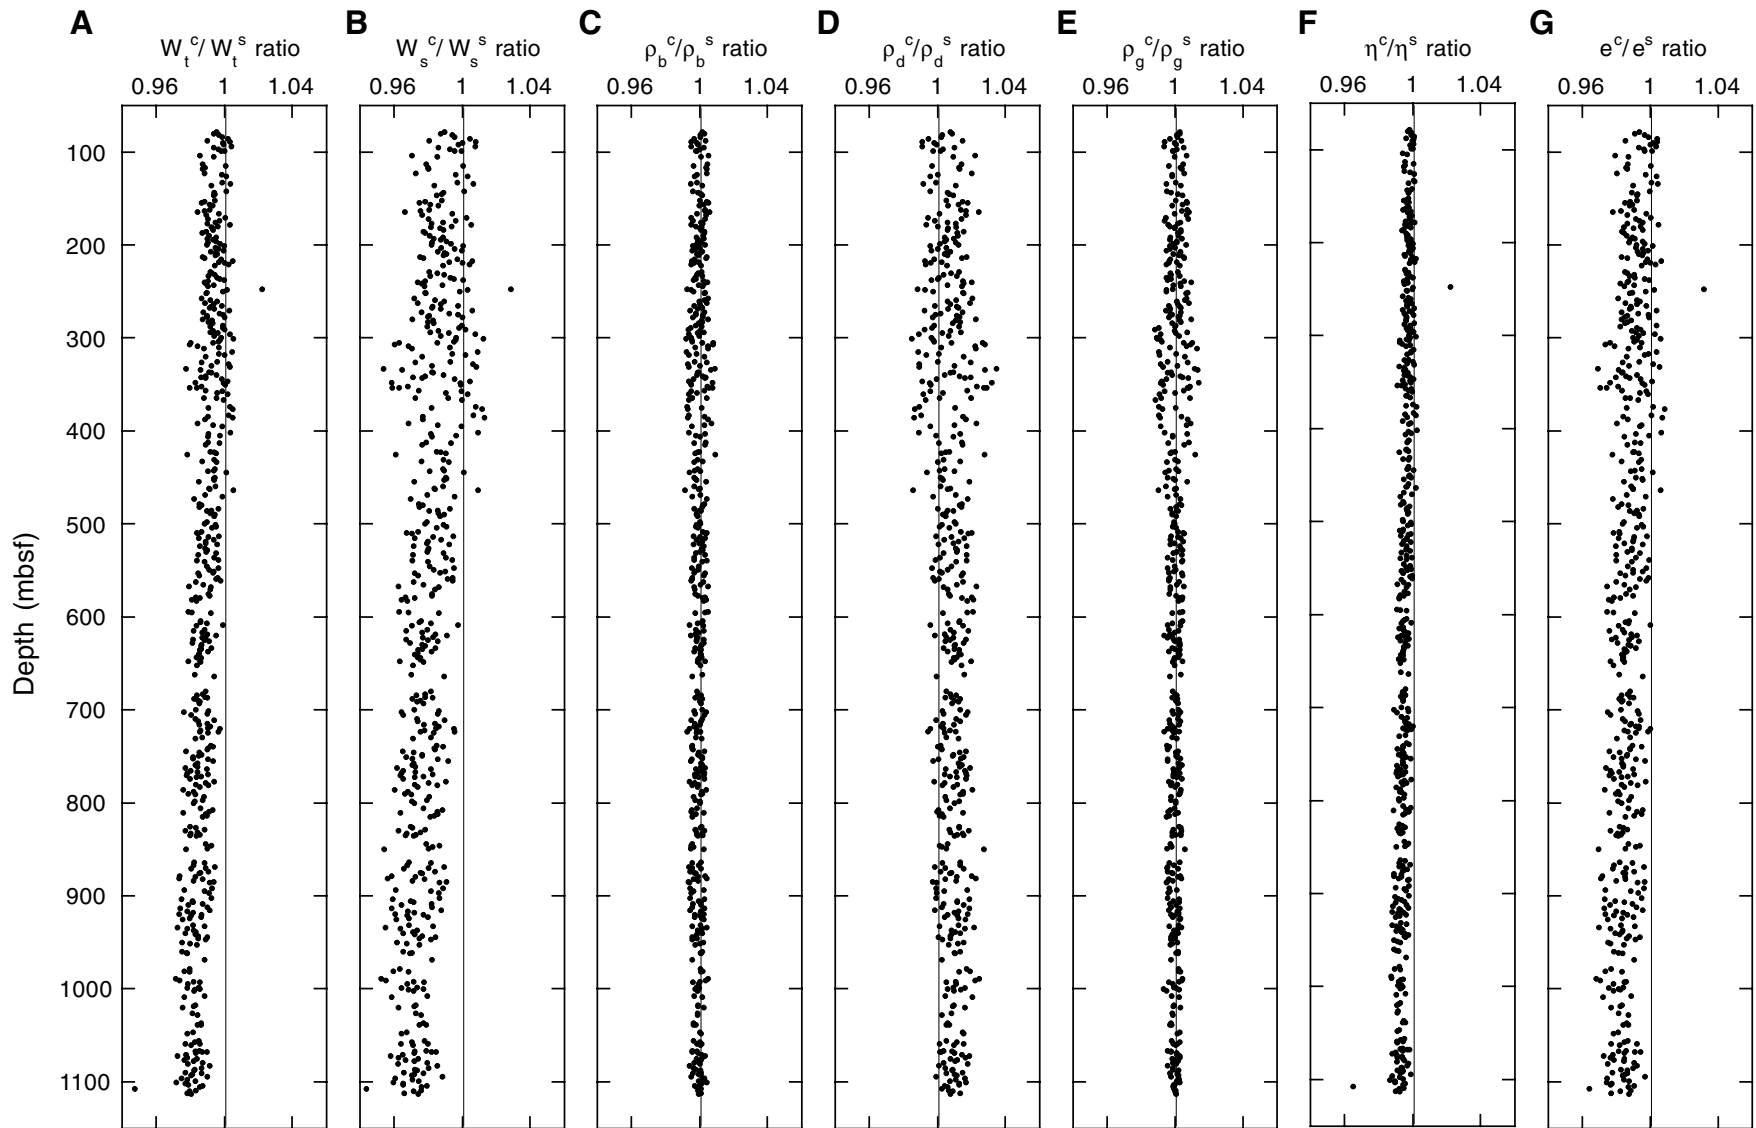 A B C D E F G
Wtc/Wts ratio Wsc/Wss ratio ρbc/ρbs ratio ρdc/ρds ratio ρgc/ρgs ratio ηc/ηs ratio ec/es ratio
0.96 1 1.04 0.96 1 1.04 0.96 1 1.04 0.96 1 1.04 0.96 1 1.04 0.96 1 1.04 0.96 1 1.04
100
200
300
400
500
600
700
800
900
1000
1100
Depth (mbsf)